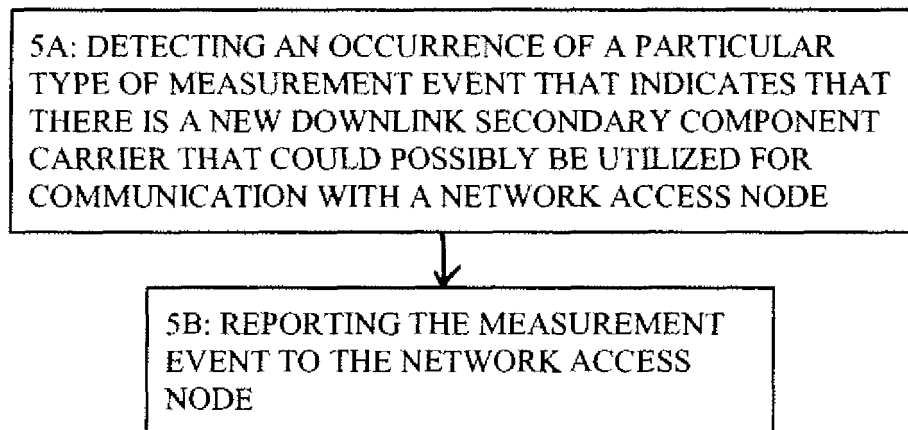 5A: DETECTING AN OCCURRENCE OF A PARTICULAR
TYPE OF MEASUREMENT EVENT THAT INDICATES THAT
THERE IS A NEW DOWNLINK SECONDARY COMPONENT
CARRIER THAT COULD POSSIBLY BE UTILIZED FOR
COMMUNICATION WITH A NETWORK ACCESS NODE
5B: REPORTING THE MEASUREMENT
EVENT TO THE NETWORK ACCESS
NODE